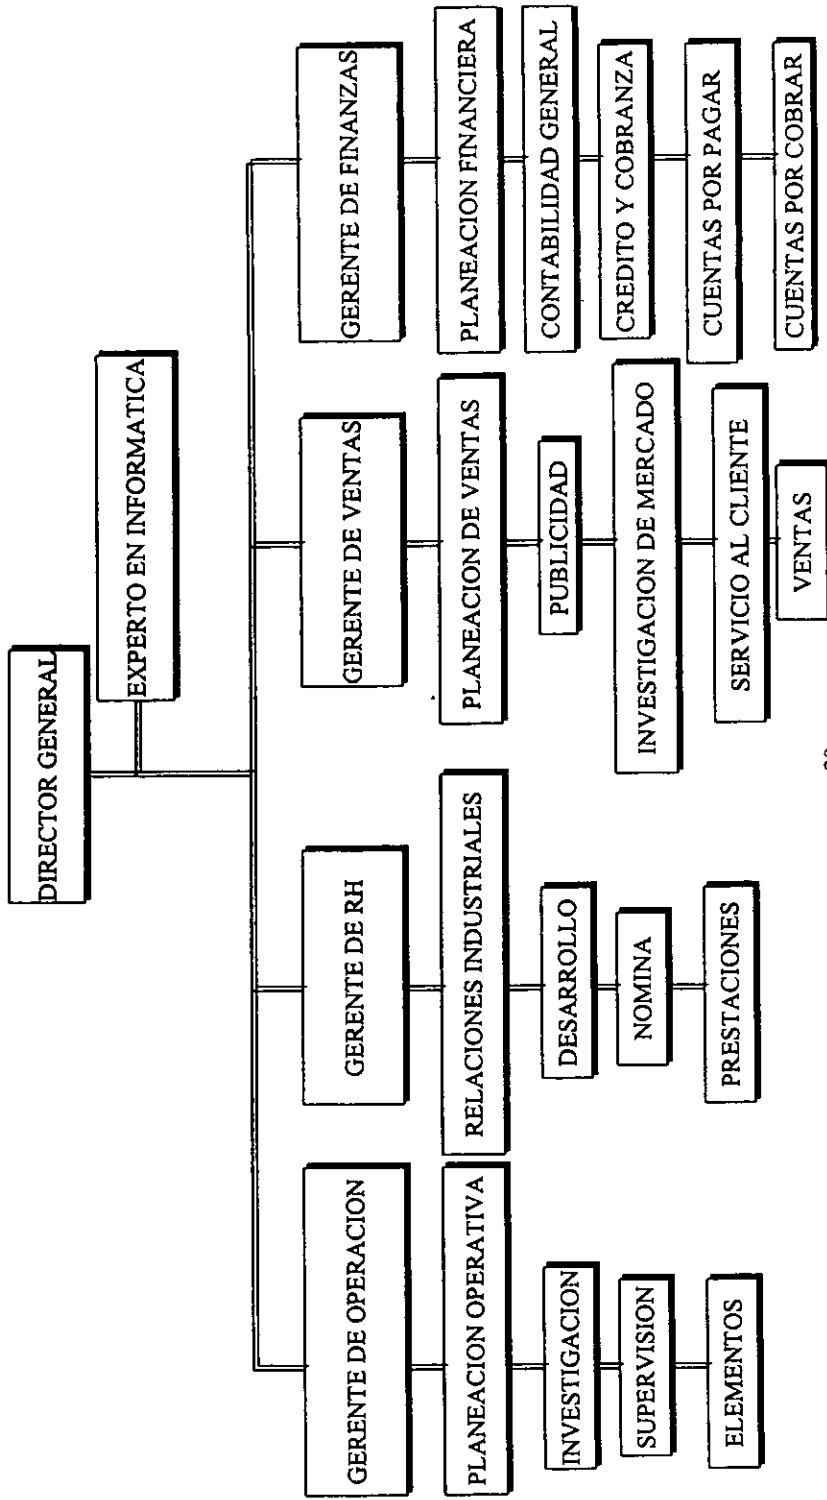 DIRECTOR GENERAL
EXPERTO EN INFORMATICA
GERENTE DE OPERACION
GERENTE DE RH
GERENTE DE VENTAS
GERENTE DE FINANZAS
PLANEACION OPERATIVA
RELACIONES INDUSTRIALES
PLANEACION DE VENTAS
PLANEACION FINANCIERA
INVESTIGACION
DESARROLLO
PUBLICIDAD
CONTABILIDAD GENERAL
SUPERVISION
NOMINA
INVESTIGACION DE MERCADO
CREDITO Y COBRANZA
ELEMENTOS
PRESTACIONES
SERVICIO AL CLIENTE
CUENTAS POR PAGAR
VENTAS
CUENTAS POR COBRAR